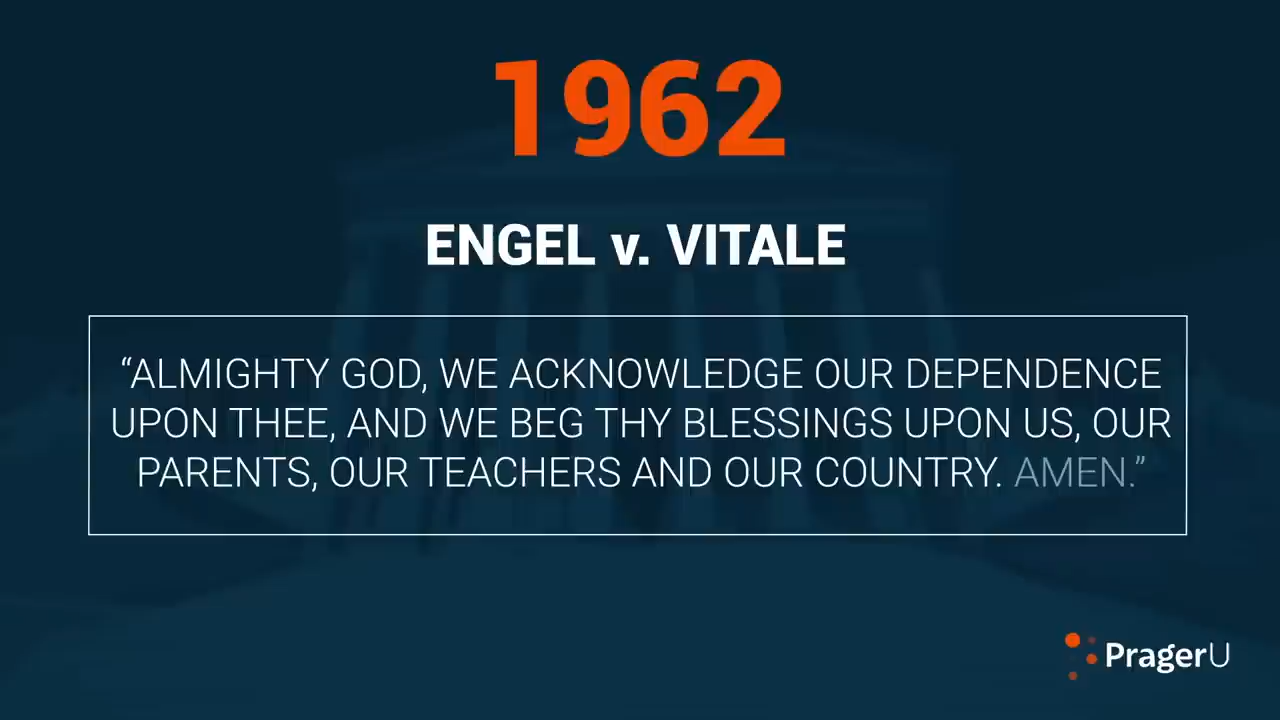 1962
ENGEL v. VITALE
“ALMIGHTY GOD, WE ACKNOWLEDGE OUR DEPENDENCE
UPON THEE, AND WE BEG THY BLESSINGS UPON US, OUR
PARENTS, OUR TEACHERS AND OUR COUNTRY. AMEN.”
PragerU